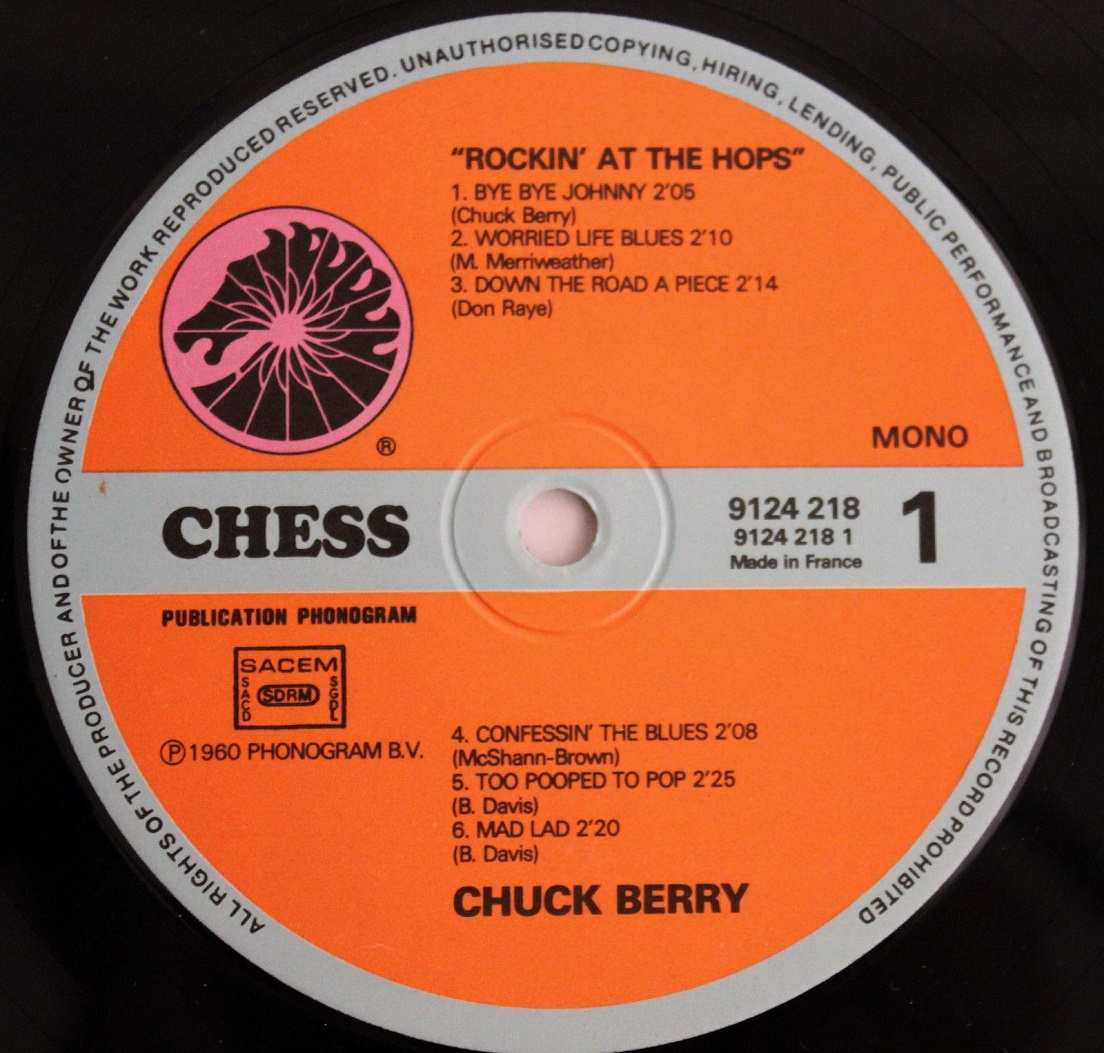 ALL RIGHTS OF THE PRODUCER AND OF THE OWNER OF THE WORK REPRODUCED RESERVED. UNAUTHORISED COPYING, HIRING, LENDING, PUBLIC PERFORMANCE AND BROADCASTING OF THIS RECORD PROHIBITED
"ROCKIN' AT THE HOPS"
1. BYE BYE JOHNNY 2'05
(Chuck Berry)
2. WORRIED LIFE BLUES 2'10
(M. Merriweather)
3. DOWN THE ROAD A PIECE 2'14
(Don Raye)
®
MONO
CHESS
9124 218
9124 218 1
Made in France
1
PUBLICATION PHONOGRAM
SACEM
SACD
SDRM
SGDL
℗ 1960 PHONOGRAM B.V.
4. CONFESSIN' THE BLUES 2'08
(McShann-Brown)
5. TOO POOPED TO POP 2'25
(B. Davis)
6. MAD LAD 2'20
(B. Davis)
CHUCK BERRY